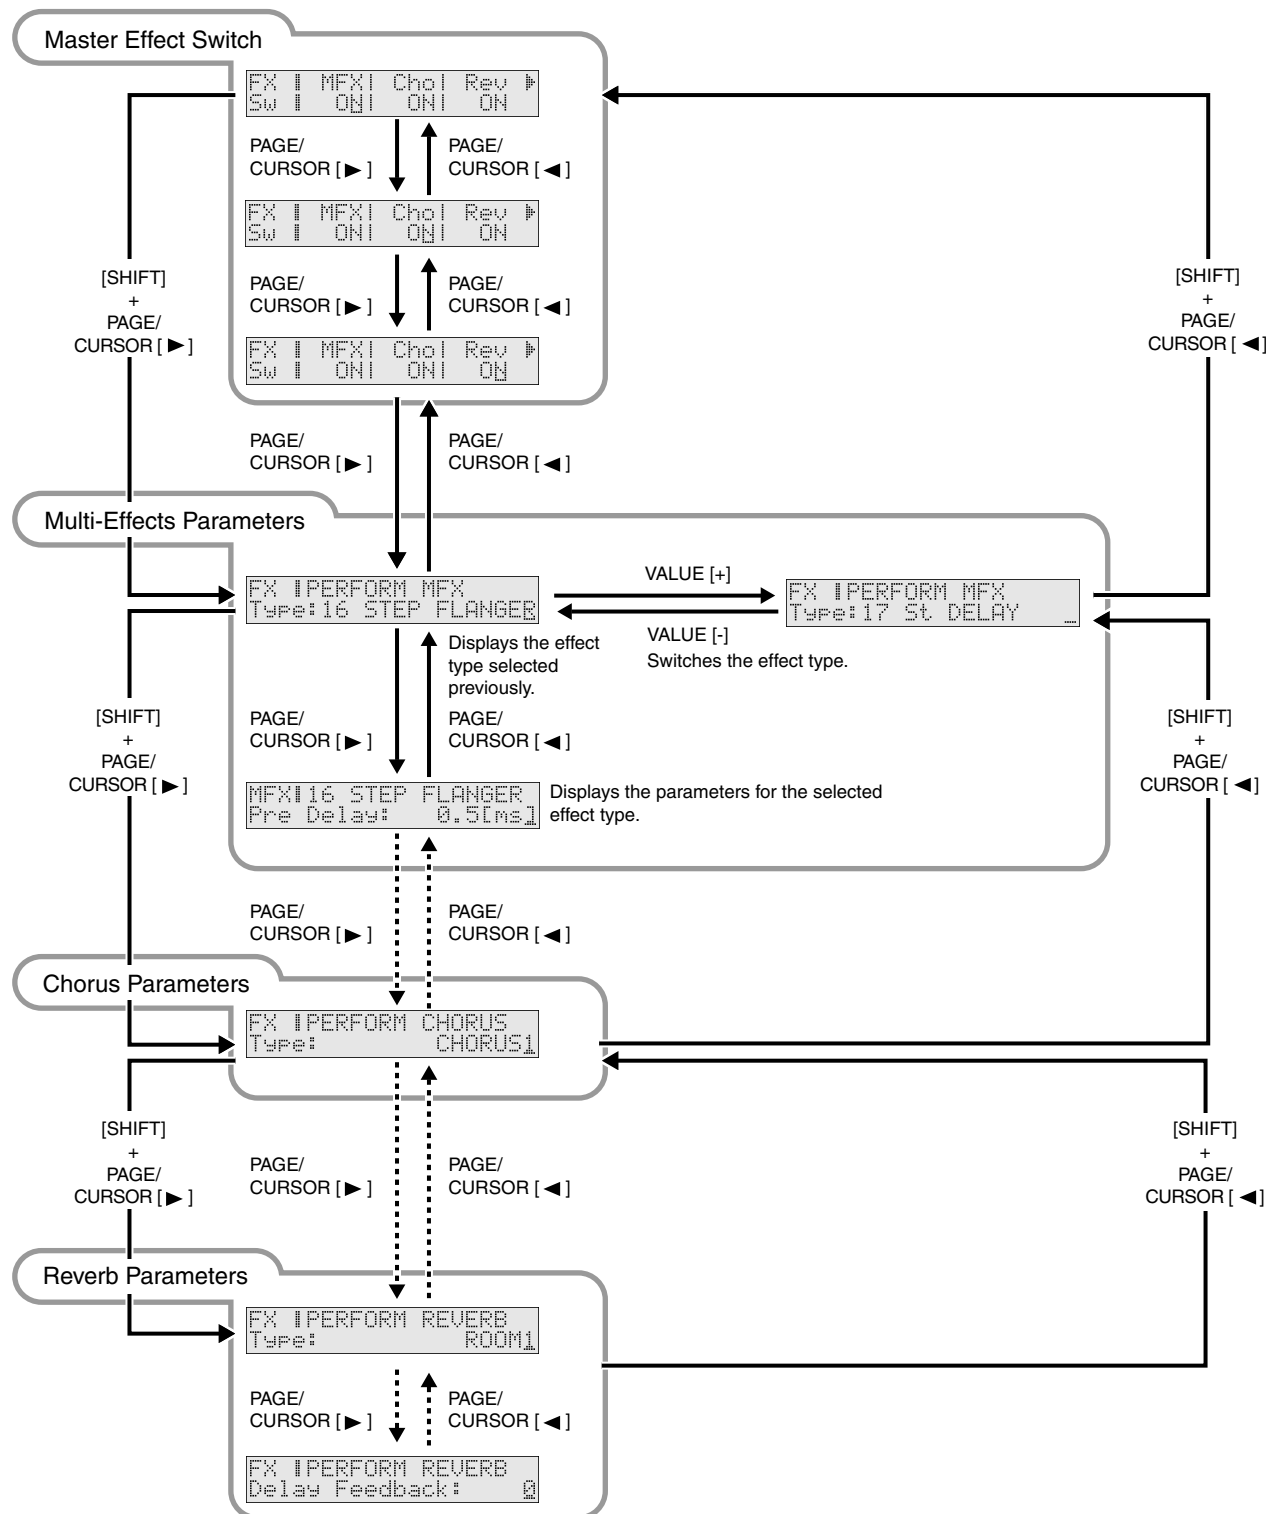 Master Effect Switch
FX ‖ MFX| Cho| Rev ▶
Sw ‖ ON| ON| ON
PAGE/
CURSOR [ ▶ ]
PAGE/
CURSOR [ ◀ ]
FX ‖ MFX| Cho| Rev ▶
Sw ‖ ON| ON| ON
[SHIFT]
+
PAGE/
CURSOR [ ▶ ]
PAGE/
CURSOR [ ▶ ]
PAGE/
CURSOR [ ◀ ]
[SHIFT]
+
PAGE/
CURSOR [ ◀ ]
FX ‖ MFX| Cho| Rev ▶
Sw ‖ ON| ON| ON
PAGE/
CURSOR [ ▶ ]
PAGE/
CURSOR [ ◀ ]
Multi-Effects Parameters
FX ‖PERFORM MFX
Type:16 STEP FLANGER
VALUE [+]
VALUE [-]
Switches the effect type.
FX ‖PERFORM MFX
Type:17 St DELAY _
Displays the effect
type selected
previously.
[SHIFT]
+
PAGE/
CURSOR [ ▶ ]
PAGE/
CURSOR [ ▶ ]
PAGE/
CURSOR [ ◀ ]
[SHIFT]
+
PAGE/
CURSOR [ ◀ ]
MFX‖16 STEP FLANGER
Pre Delay: 0.5[ms]
Displays the parameters for the selected
effect type.
PAGE/
CURSOR [ ▶ ]
PAGE/
CURSOR [ ◀ ]
Chorus Parameters
FX ‖PERFORM CHORUS
Type: CHORUS1
[SHIFT]
+
PAGE/
CURSOR [ ▶ ]
PAGE/
CURSOR [ ▶ ]
PAGE/
CURSOR [ ◀ ]
[SHIFT]
+
PAGE/
CURSOR [ ◀ ]
Reverb Parameters
FX ‖PERFORM REVERB
Type: ROOM1
PAGE/
CURSOR [ ▶ ]
PAGE/
CURSOR [ ◀ ]
FX ‖PERFORM REVERB
Delay Feedback: 0